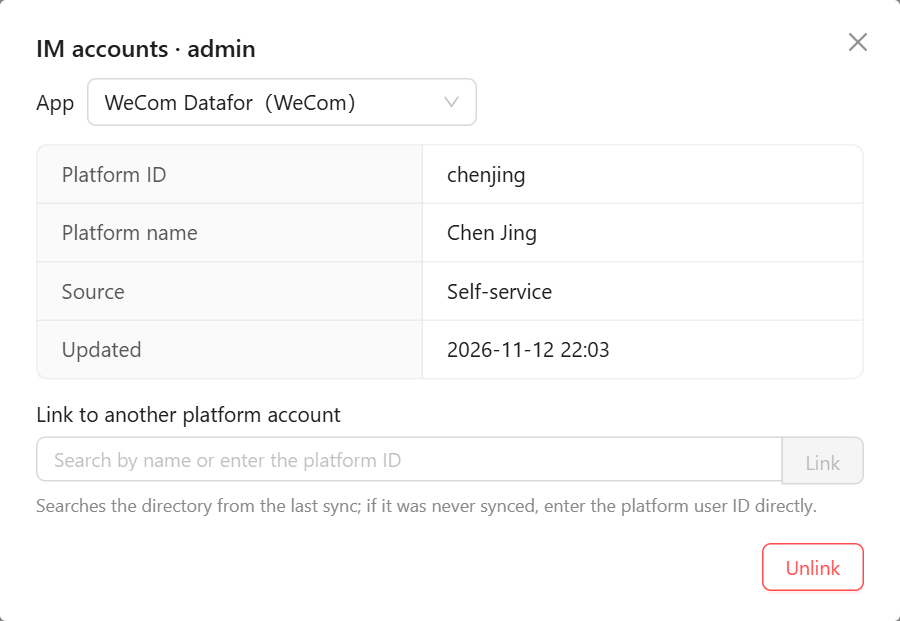 IM accounts · admin
App WeCom Datafor（WeCom）
Platform ID chenjing
Platform name Chen Jing
Source Self-service
Updated 2026-11-12 22:03
Link to another platform account
Search by name or enter the platform ID Link
Searches the directory from the last sync; if it was never synced, enter the platform user ID directly.
Unlink